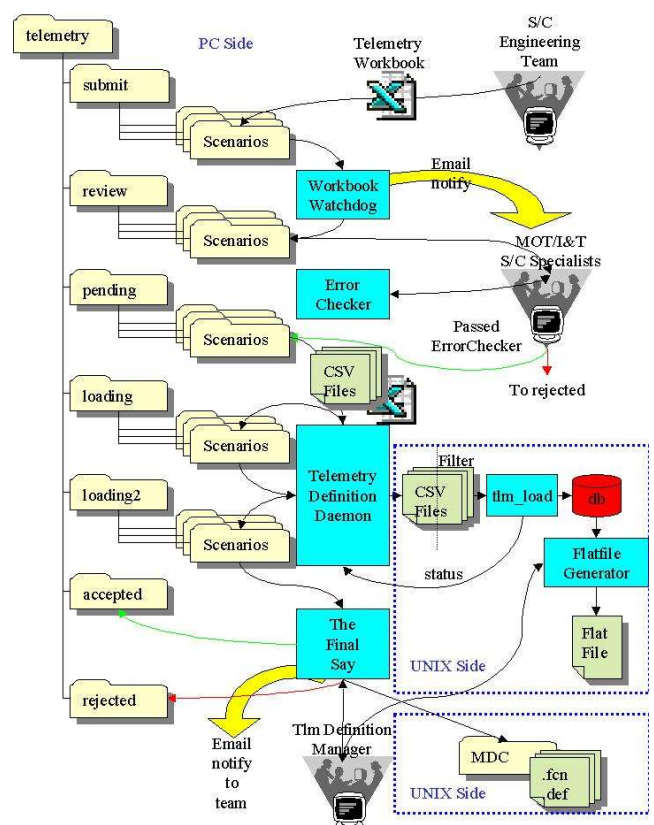 telemetry
PC Side
Telemetry
Workbook
S/C
Engineering
Team
submit
Scenarios
Email
notify
Workbook
Watchdog
review
Scenarios
MOT/I&T
S/C Specialists
Error
Checker
pending
Scenarios
Passed
ErrorChecker
CSV
Files
To rejected
loading
Scenarios
Telemetry
Definition
Daemon
Filter
CSV
Files
tlm_load
db
loading2
Scenarios
status
Flatfile
Generator
accepted
The
Final
Say
Flat
File
UNIX Side
rejected
Email
notify
to
team
Tlm Definition
Manager
MDC
.fcn
def
UNIX Side